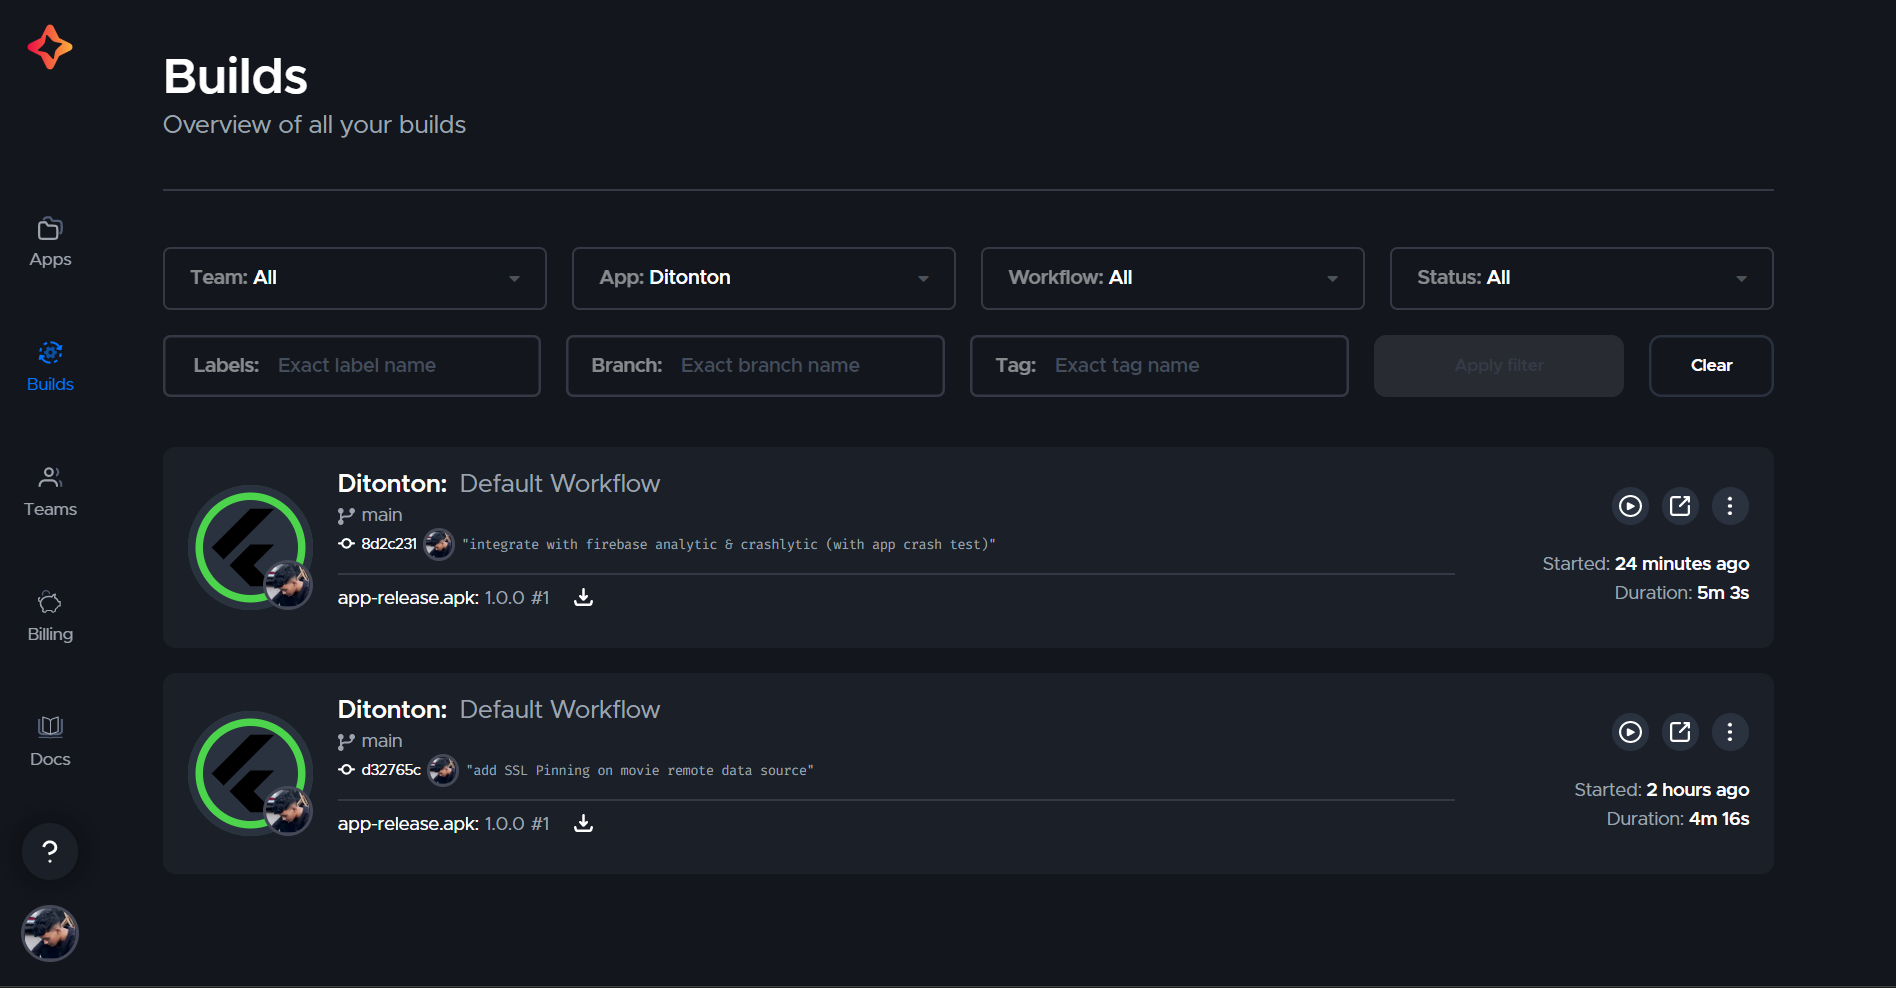 Builds
Overview of all your builds
Apps
Builds
Teams
Billing
Docs
?
Team: All
App: Ditonton
Workflow: All
Status: All
Labels: Exact label name
Branch: Exact branch name
Tag: Exact tag name
Apply filter
Clear
Ditonton: Default Workflow
main
8d2c231 "integrate with firebase analytic & crashlytic (with app crash test)"
app-release.apk: 1.0.0 #1
Started: 24 minutes ago
Duration: 5m 3s
Ditonton: Default Workflow
main
d32765c "add SSL Pinning on movie remote data source"
app-release.apk: 1.0.0 #1
Started: 2 hours ago
Duration: 4m 16s